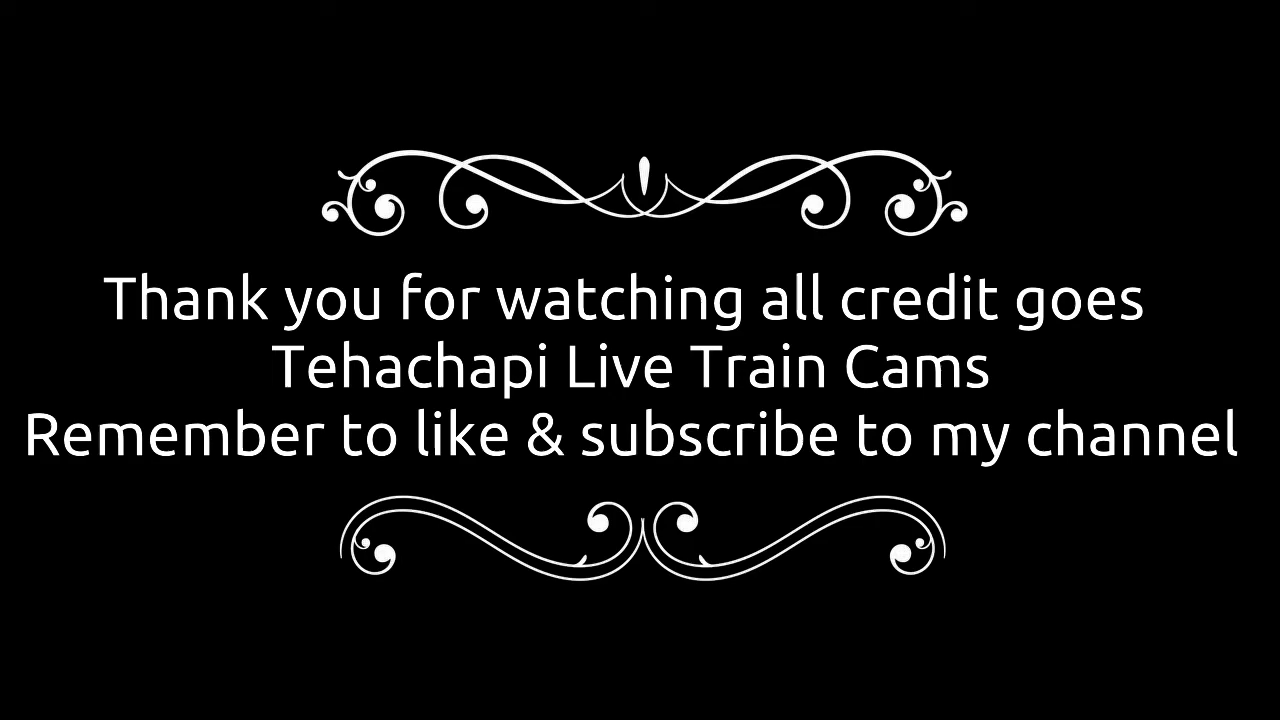 Thank you for watching all credit goes
Tehachapi Live Train Cams
Remember to like & subscribe to my channel